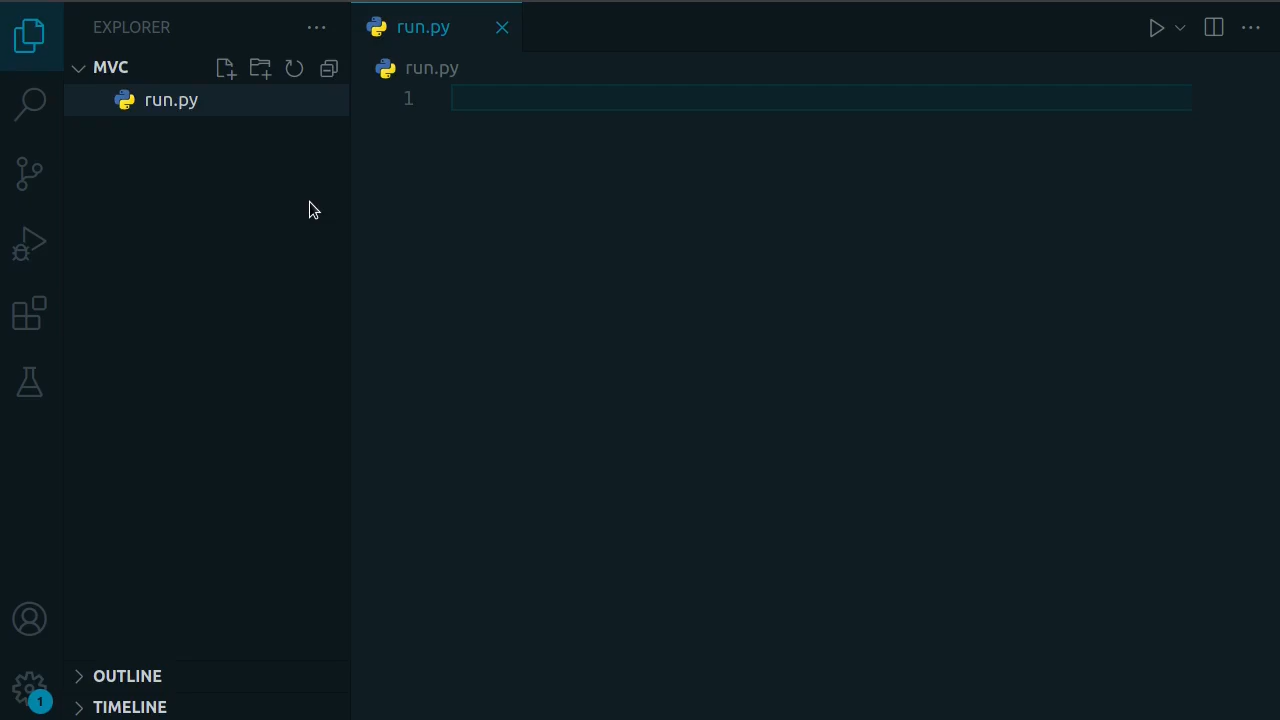 EXPLORER
MVC
run.py
OUTLINE
TIMELINE
1
run.py
run.py
1